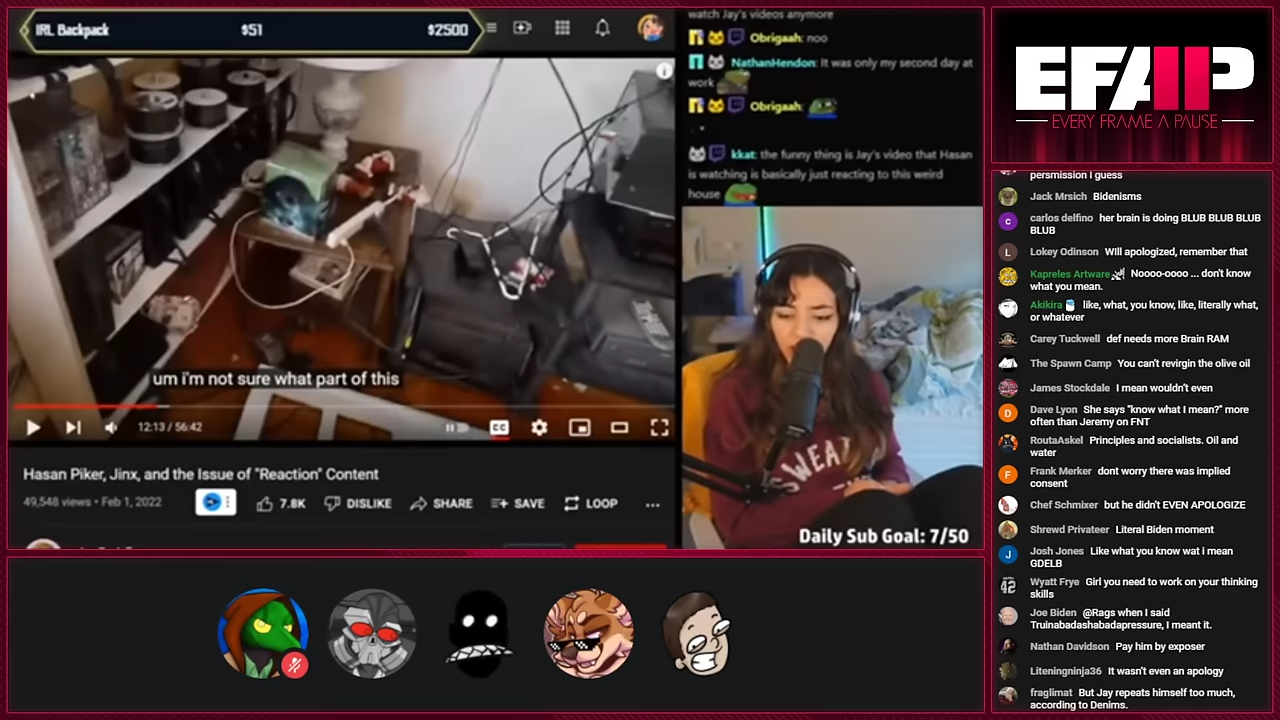 IRL Backpack
$51
$2500
um i'm not sure what part of this
12:13 / 56:42
CC
Hasan Piker, Jinx, and the Issue of "Reaction" Content
49,548 views • Feb 1, 2022
7.8K
DISLIKE
SHARE
SAVE
LOOP
watch Jay's videos anymore
Obrigaah: noo
NathanHendon: It was only my second day at
work
Obrigaah:
kkat: the funny thing is Jay's video that Hasan
is watching is basically just reacting to this weird
house
SWEAT
Daily Sub Goal: 7/50
EFAP
EVERY FRAME A PAUSE
persmission I guess
Jack Mrsich Bidenisms
carlos delfino her brain is doing BLUB BLUB BLUB
BLUB
Lokey Odinson WIll apologized, remember that
Kapreles Artware Noooo-oooo ... don't know
what you mean.
Akikira like, what, you know, like, literally what,
or whatever
Carey Tuckwell def needs more Brain RAM
The Spawn Camp You can't revirgin the olive oil
James Stockdale I mean wouldn't even
Dave Lyon She says "know what I mean?" more
often than Jeremy on FNT
RoutaAskel Principles and socialists. Oil and
water
Frank Merker dont worry there was implied
consent
Chef Schmixer but he didn't EVEN APOLOGIZE
Shrewd Privateer Literal Biden moment
Josh Jones Like what you know wat i mean
GDELB
Wyatt Frye Girl you need to work on your thinking
skills
Joe Biden @Rags when I said
Truinabadashabadapressure, I meant it.
Nathan Davidson Pay him by exposer
Liteningninja36 It wasn't even an apology
fraglimat But Jay repeats himself too much,
according to Denims.